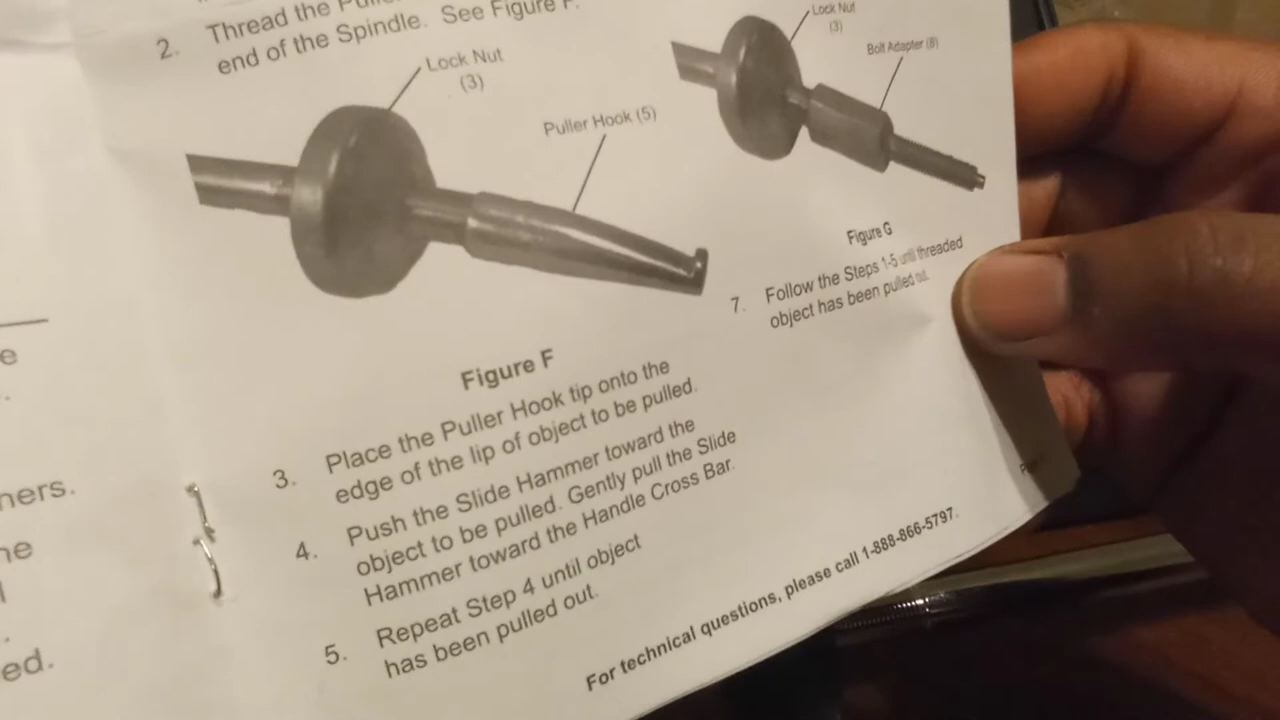 2. Thread the
end of the Spindle. See Figure F.
Lock Nut
(3)
Puller Hook (5)
Figure F
3. Place the Puller Hook tip onto the
edge of the lip of object to be pulled.
4. Push the Slide Hammer toward the
object to be pulled. Gently pull the Slide
Hammer toward the Handle Cross Bar.
5. Repeat Step 4 until object
has been pulled out.
Lock Nut
(3)
Bolt Adapter (8)
Figure G
7. Follow the Steps 1-5 until threaded
object has been pulled out.
For technical questions, please call 1-888-866-5797.
e
.
ners.
ne
.
ed.